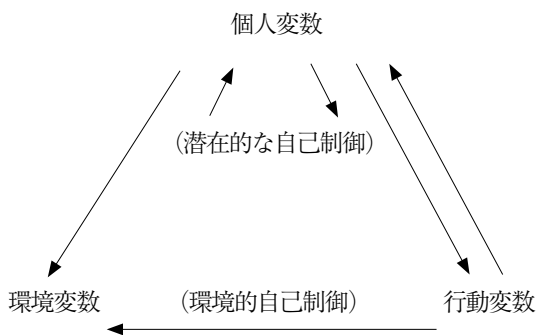 個人変数
（潜在的な自己制御）
環境変数 （環境的自己制御） 行動変数